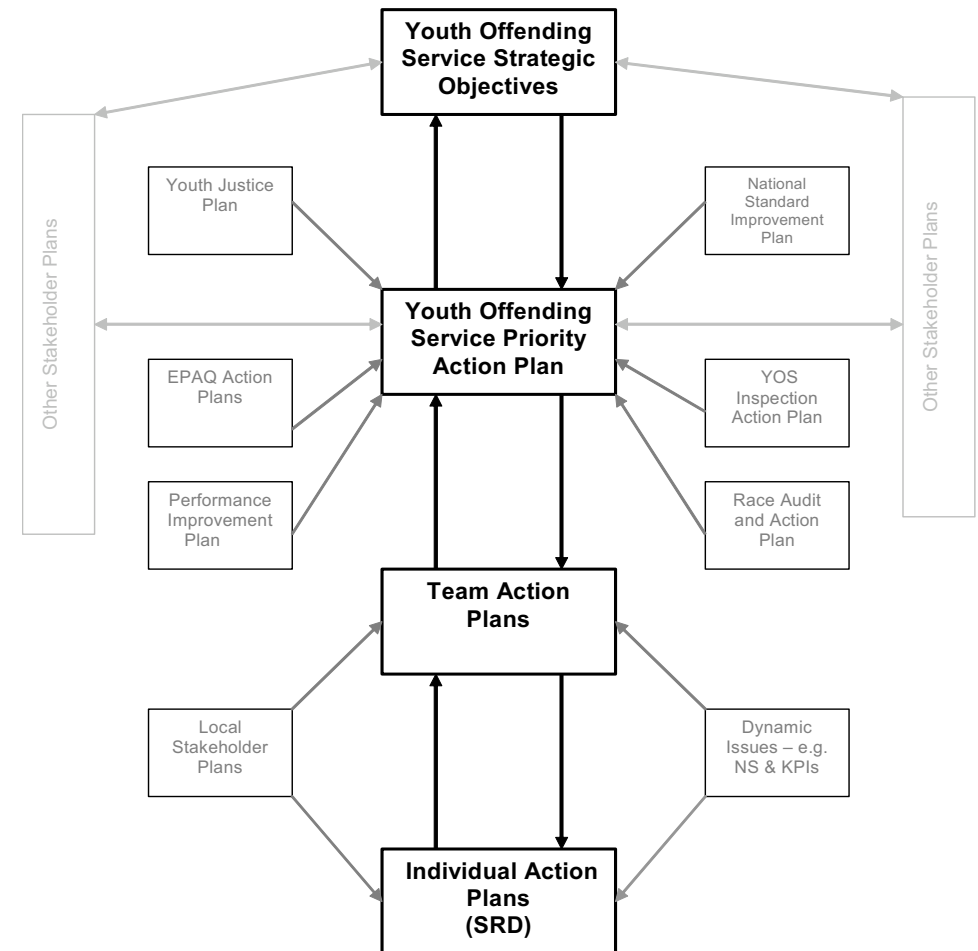 Youth Offending
Service Strategic
Objectives
Other Stakeholder Plans
Other Stakeholder Plans
Youth Justice
Plan
National
Standard
Improvement
Plan
Youth Offending
Service Priority
Action Plan
EPAQ Action
Plans
YOS
Inspection
Action Plan
Performance
Improvement
Plan
Race Audit
and Action
Plan
Team Action
Plans
Local
Stakeholder
Plans
Dynamic
Issues – e.g.
NS & KPIs
Individual Action
Plans
(SRD)